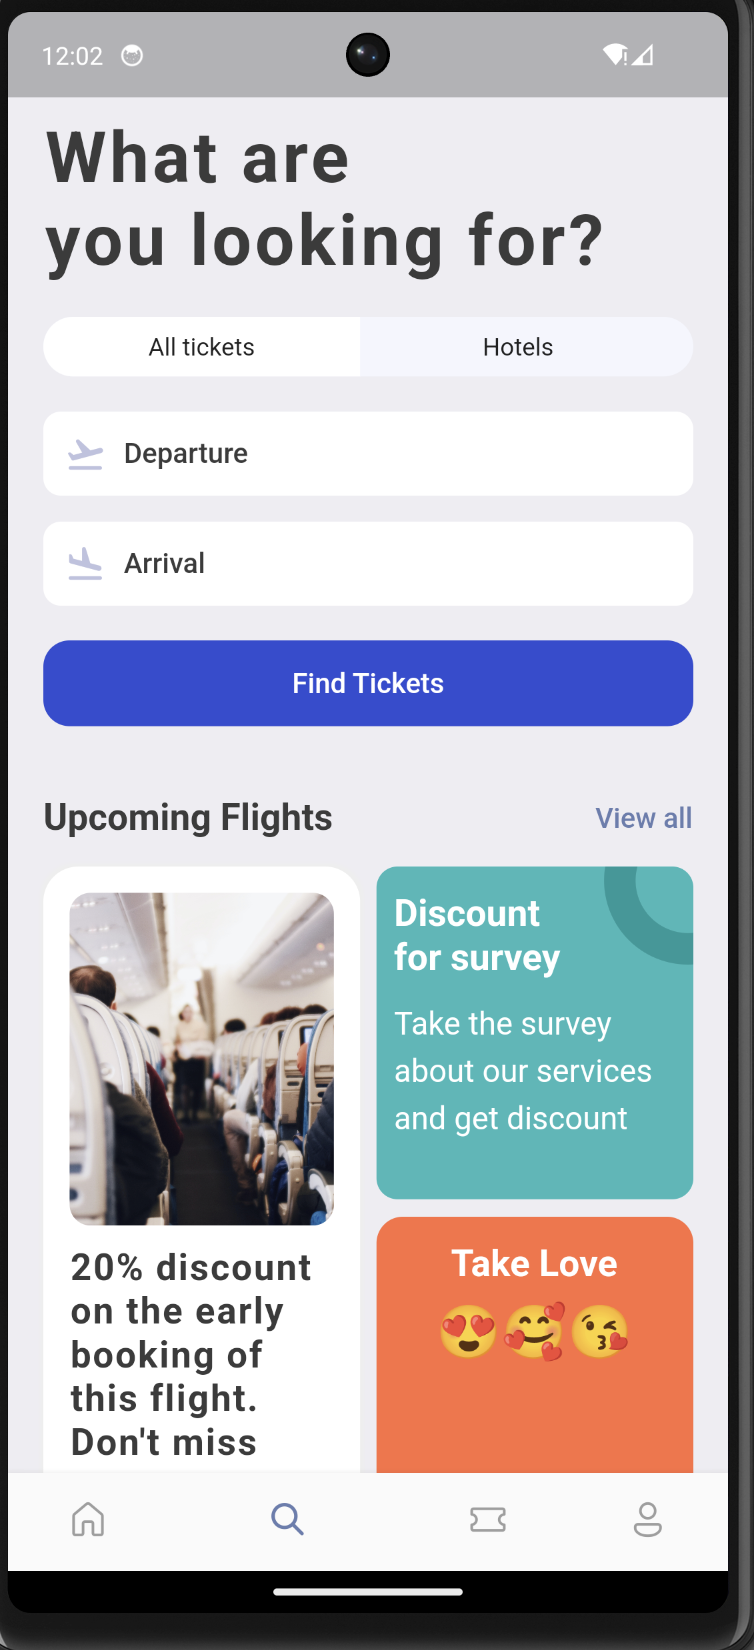 12:02
What are
you looking for?
All tickets
Hotels
Departure
Arrival
Find Tickets
Upcoming Flights
View all
20% discount
on the early
booking of
this flight.
Don't miss
Discount
for survey
Take the survey
about our services
and get discount
Take Love